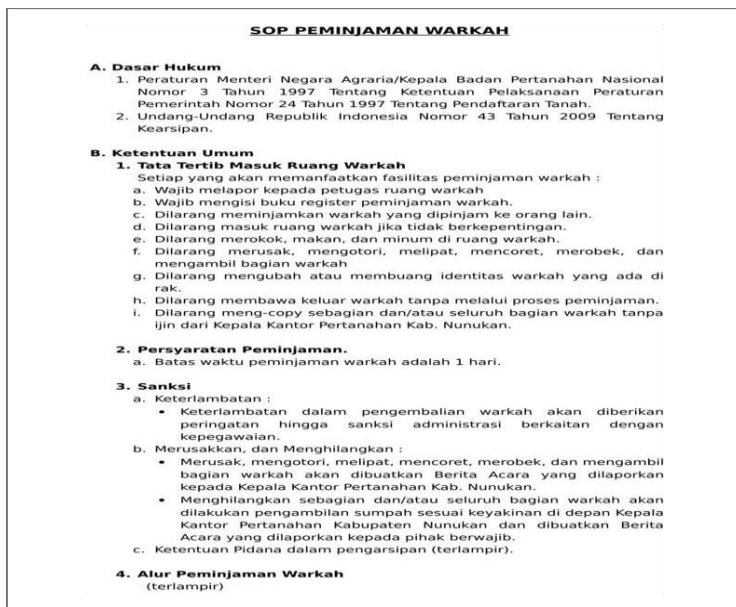 SOP PEMINJAMAN WARKAH
A. Dasar Hukum
1. Peraturan Menteri Negara Agraria/Kepala Badan Pertanahan Nasional
Nomor 3 Tahun 1997 Tentang Ketentuan Pelaksanaan Peraturan
Pemerintah Nomor 24 Tahun 1997 Tentang Pendaftaran Tanah.
2. Undang-Undang Republik Indonesia Nomor 43 Tahun 2009 Tentang
Kearsipan.
B. Ketentuan Umum
1. Tata Tertib Masuk Ruang Warkah
Setiap yang akan memanfaatkan fasilitas peminjaman warkah :
a. Wajib melapor kepada petugas ruang warkah
b. Wajib mengisi buku register peminjaman warkah.
c. Dilarang meminjamkan warkah yang dipinjam ke orang lain.
d. Dilarang masuk ruang warkah jika tidak berkepentingan.
e. Dilarang merokok, makan, dan minum di ruang warkah.
f. Dilarang merusak, mengotori, melipat, mencoret, merobek, dan
mengambil bagian warkah
g. Dilarang mengubah atau membuang identitas warkah yang ada di
rak.
h. Dilarang membawa keluar warkah tanpa melalui proses peminjaman.
i. Dilarang meng-copy sebagian dan/atau seluruh bagian warkah tanpa
ijin dari Kepala Kantor Pertanahan Kab. Nunukan.
2. Persyaratan Peminjaman.
a. Batas waktu peminjaman warkah adalah 1 hari.
3. Sanksi
a. Keterlambatan :
• Keterlambatan dalam pengembalian warkah akan diberikan
peringatan hingga sanksi administrasi berkaitan dengan
kepegawaian.
b. Merusakkan, dan Menghilangkan :
• Merusak, mengotori, melipat, mencoret, merobek, dan mengambil
bagian warkah akan dibuatkan Berita Acara yang dilaporkan
kepada Kepala Kantor Pertanahan Kab. Nunukan.
• Menghilangkan sebagian dan/atau seluruh bagian warkah akan
dilakukan pengambilan sumpah sesuai keyakinan di depan Kepala
Kantor Pertanahan Kabupaten Nunukan dan dibuatkan Berita
Acara yang dilaporkan kepada pihak berwajib.
c. Ketentuan Pidana dalam pengarsipan (terlampir).
4. Alur Peminjaman Warkah
(terlampir)